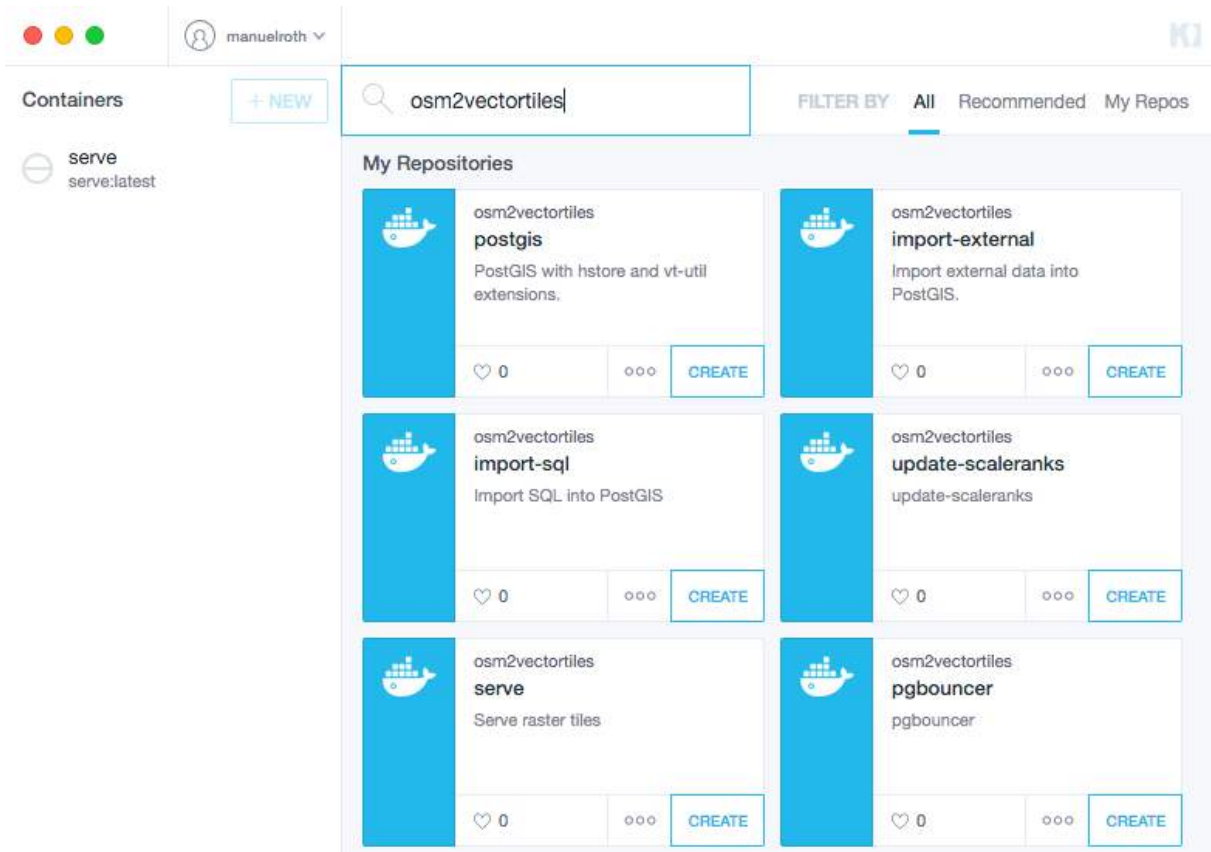 manuelroth
Containers
+ NEW
osm2vectortiles
FILTER BY All Recommended My Repos
serve
serve:latest
My Repositories
osm2vectortiles
postgis
PostGIS with hstore and vt-util
extensions.
0
CREATE
osm2vectortiles
import-external
Import external data into
PostGIS.
0
CREATE
osm2vectortiles
import-sql
Import SQL into PostGIS
0
CREATE
osm2vectortiles
update-scaleranks
update-scaleranks
0
CREATE
osm2vectortiles
serve
Serve raster tiles
0
CREATE
osm2vectortiles
pgbouncer
pgbouncer
0
CREATE